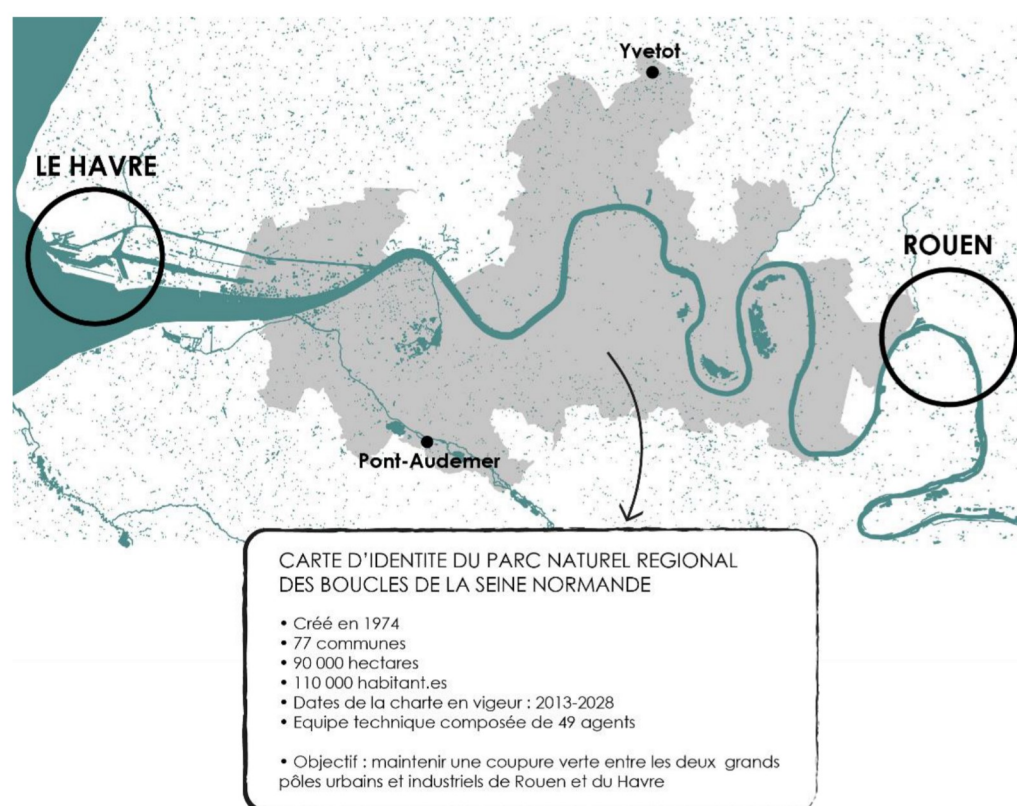 Yvetot
LE HAVRE
ROUEN
Pont-Audemer
CARTE D'IDENTITE DU PARC NATUREL REGIONAL
DES BOUCLES DE LA SEINE NORMANDE
• Créé en 1974
• 77 communes
• 90 000 hectares
• 110 000 habitant.es
• Dates de la charte en vigeur : 2013-2028
• Equipe technique composée de 49 agents
• Objectif : maintenir une coupure verte entre les deux grands
pôles urbains et industriels de Rouen et du Havre